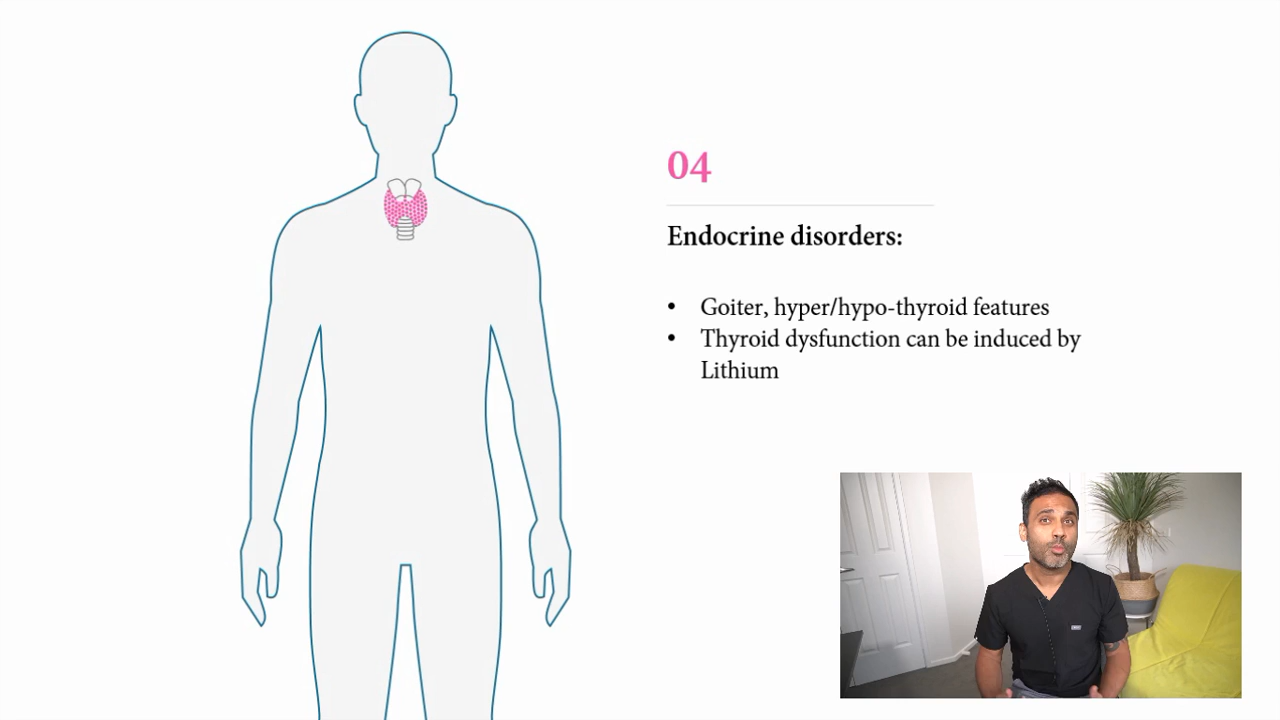 04
Endocrine disorders:
• Goiter, hyper/hypo-thyroid features
• Thyroid dysfunction can be induced by
Lithium